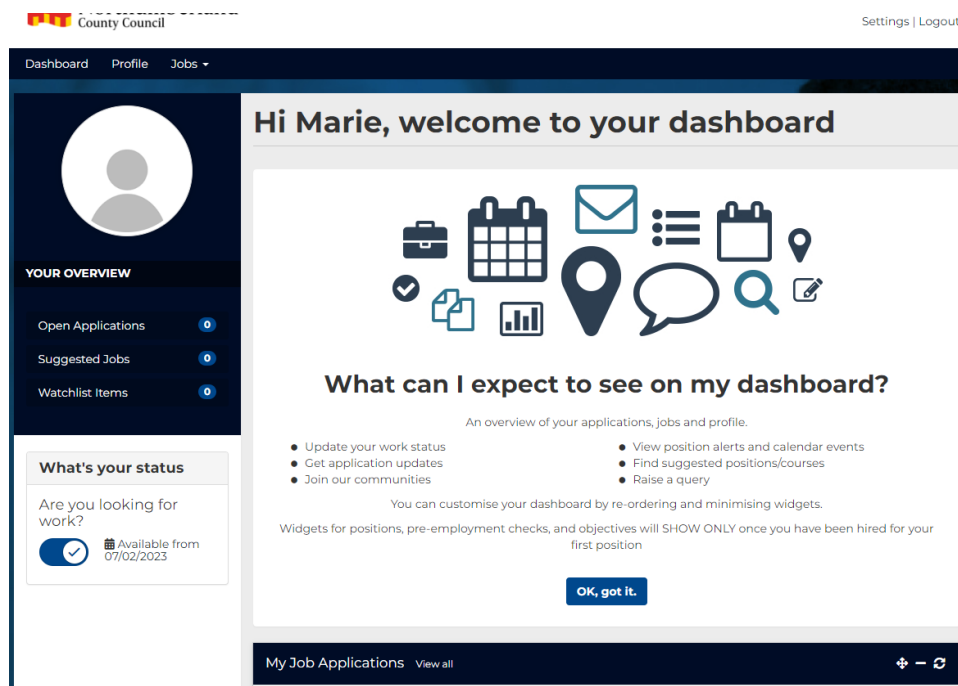 County Council
Settings | Logout
Dashboard Profile Jobs
Hi Marie, welcome to your dashboard
YOUR OVERVIEW
Open Applications 0
Suggested Jobs 0
Watchlist Items 0
What's your status
Are you looking for
work?
Available from
07/02/2023
What can I expect to see on my dashboard?
An overview of your applications, jobs and profile.
Update your work status
Get application updates
Join our communities
View position alerts and calendar events
Find suggested positions/courses
Raise a query
You can customise your dashboard by re-ordering and minimising widgets.
Widgets for positions, pre-employment checks, and objectives will SHOW ONLY once you have been hired for your
first position
OK, got it.
My Job Applications View all